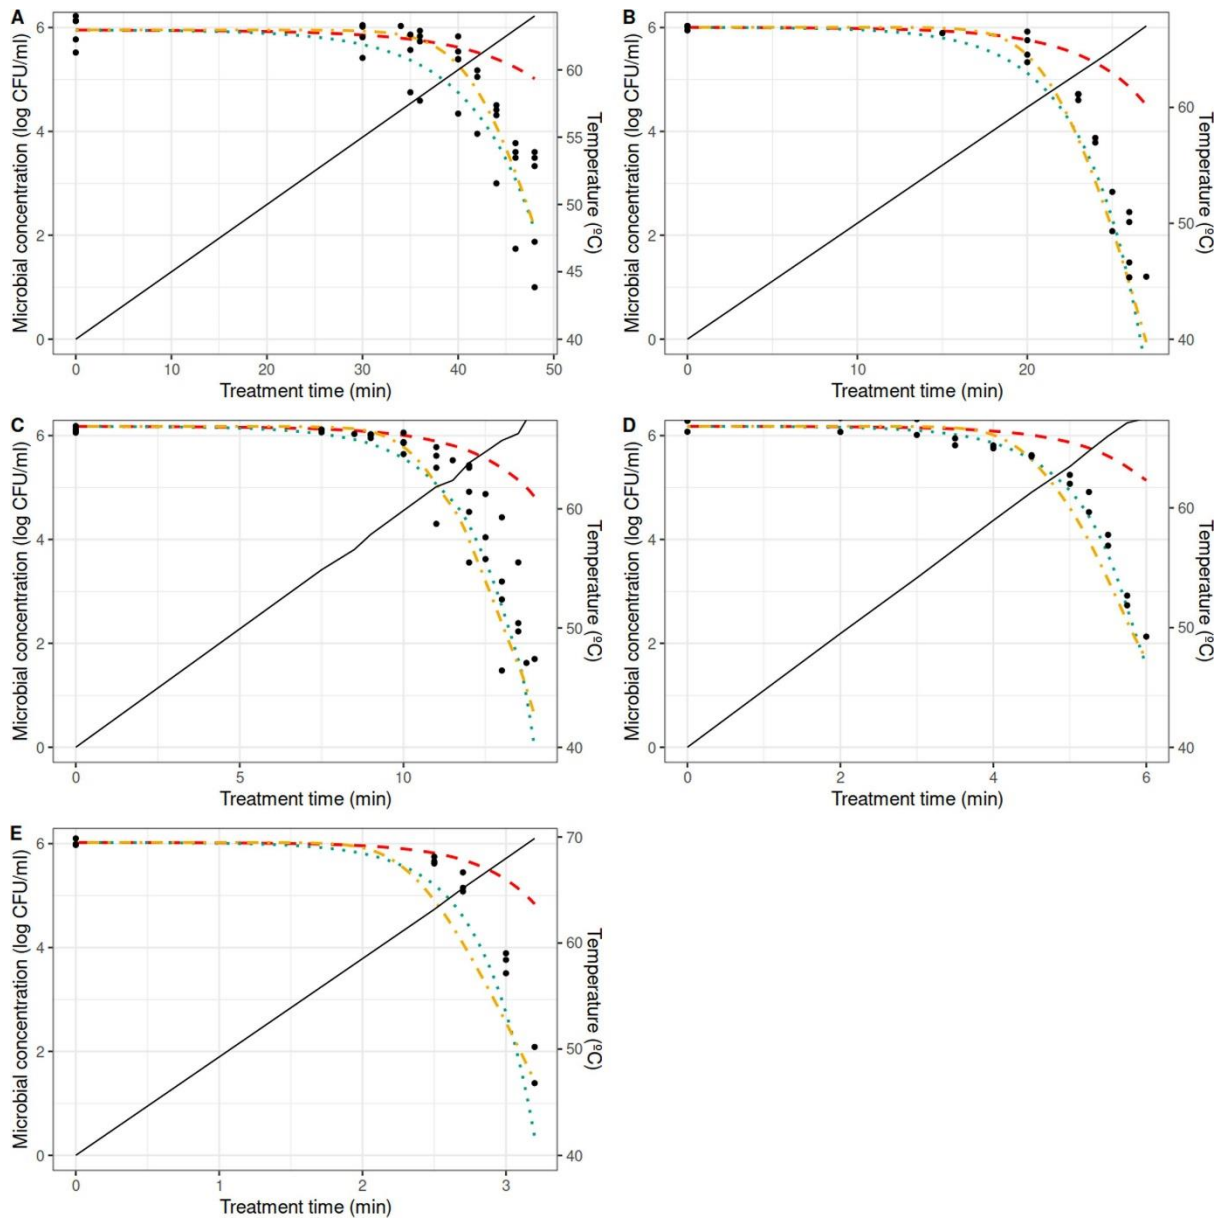 A
Microbial concentration (log CFU/ml)
6
4
2
0
60
55
50
45
40
Temperature (ºC)
0 10 20 30 40 50
Treatment time (min)
B
Microbial concentration (log CFU/ml)
6
4
2
0
60
50
40
Temperature (ºC)
0 10 20
Treatment time (min)
C
Microbial concentration (log CFU/ml)
6
4
2
0
60
50
40
Temperature (ºC)
0 5 10
Treatment time (min)
D
Microbial concentration (log CFU/ml)
6
4
2
0
60
50
40
Temperature (ºC)
0 2 4 6
Treatment time (min)
E
Microbial concentration (log CFU/ml)
6
4
2
0
70
60
50
40
Temperature (ºC)
0 1 2 3
Treatment time (min)